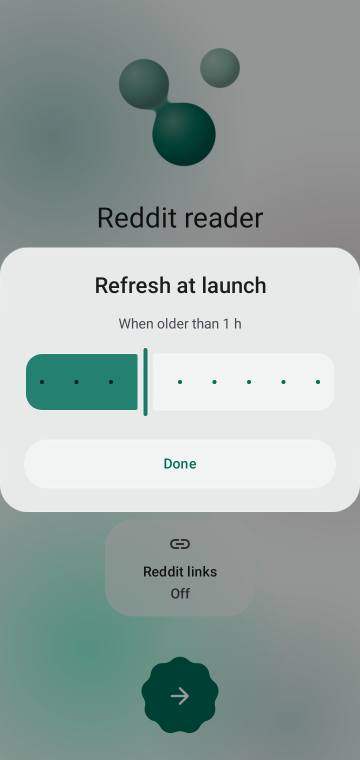 Reddit reader
Refresh at launch
When older than 1 h
Done
Reddit links
Off